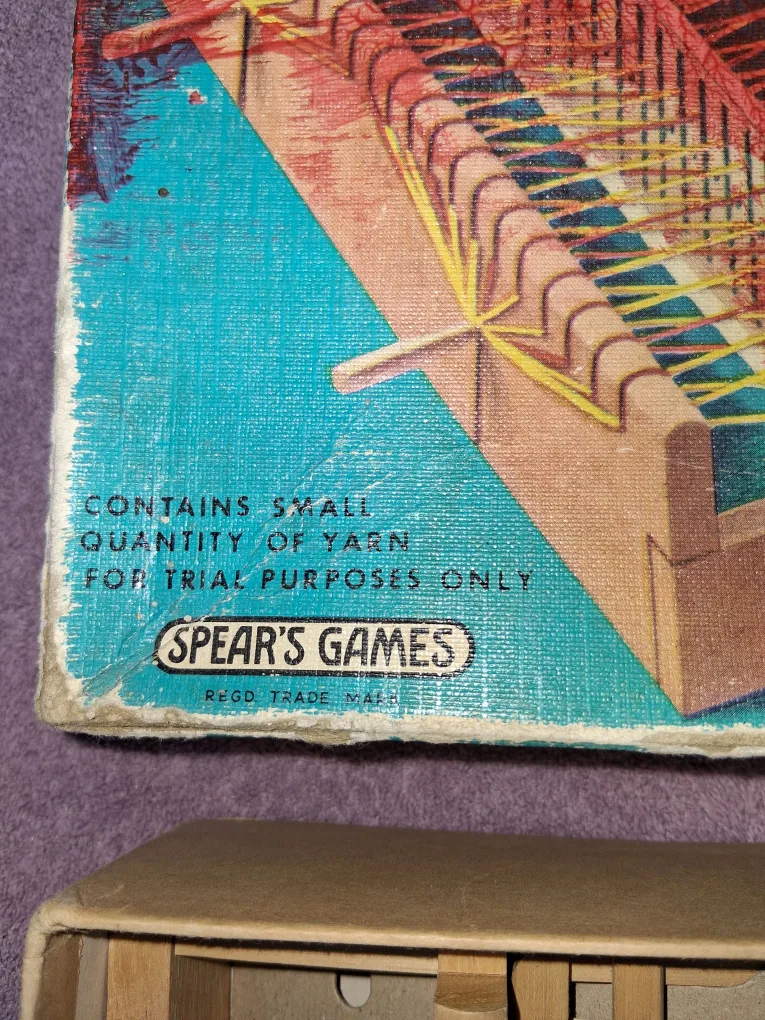 CONTAINS SMALL
QUANTITY OF YARN
FOR TRIAL PURPOSES ONLY
SPEAR'S GAMES
REGD. TRADE MARK